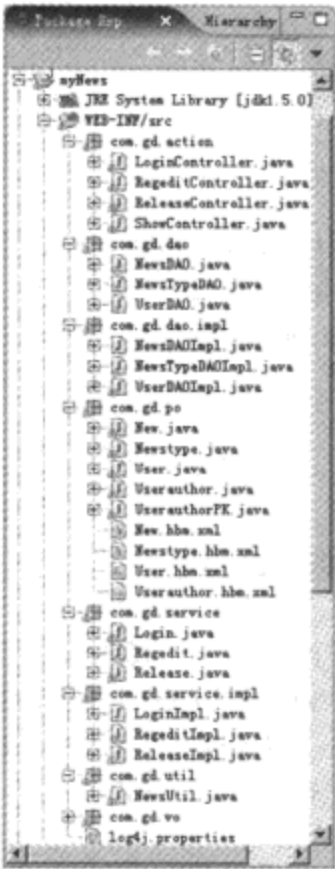 Package Exp
Hierarchy
myNews
JRE System Library [jdk1.5.0]
WEB-INF/src
com.gd.action
LoginController.java
RegeditController.java
ReleaseController.java
ShowController.java
com.gd.dao
NewsDAO.java
NewsTypeDAO.java
UserDAO.java
com.gd.dao.impl
NewsDAOImpl.java
NewsTypeDAOImpl.java
UserDAOImpl.java
com.gd.po
New.java
Newstype.java
User.java
Userauthor.java
UserauthorPK.java
New.hbm.xml
Newstype.hbm.xml
User.hbm.xml
Userauthor.hbm.xml
com.gd.service
Login.java
Regedit.java
Release.java
com.gd.service.impl
LoginImpl.java
RegeditImpl.java
ReleaseImpl.java
com.gd.util
NewsUtil.java
com.gd.vo
log4j.properties